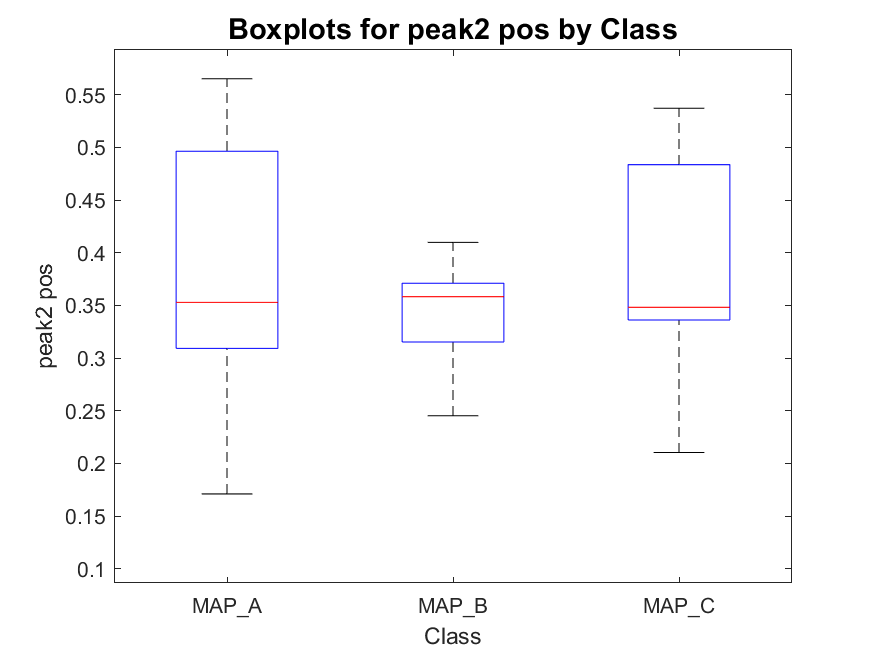 Boxplots for peak2 pos by Class
0.55
0.5
0.45
0.4
0.35
0.3
0.25
0.2
0.15
0.1
peak2 pos
MAP_A MAP_B MAP_C
Class